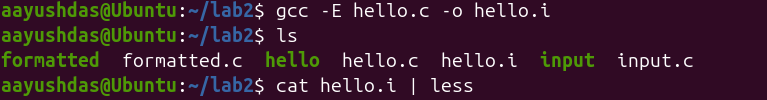 aayushdas@Ubuntu:~/lab2$ gcc -E hello.c -o hello.i
aayushdas@Ubuntu:~/lab2$ ls
formatted  formatted.c  hello  hello.c  hello.i  input  input.c
aayushdas@Ubuntu:~/lab2$ cat hello.i | less